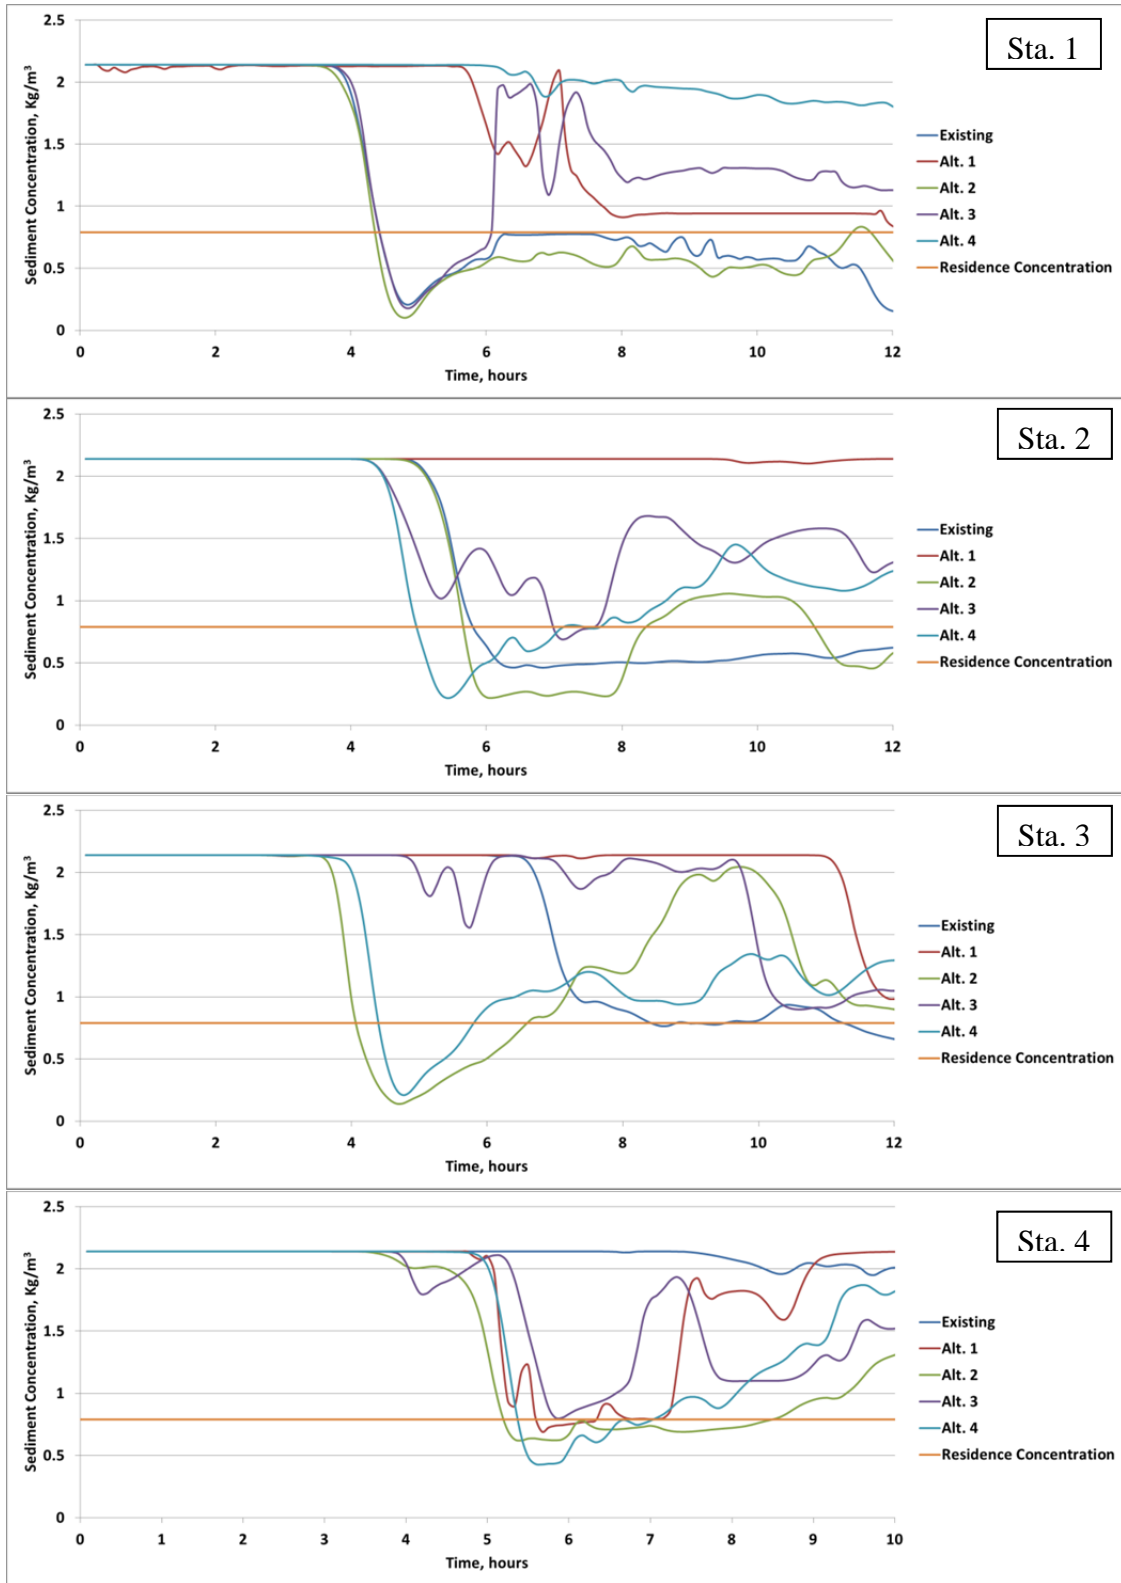 Sta. 1
2.5
2
1.5
1
0.5
0
Sediment Concentration, Kg/m³
0 2 4 6 8 10 12
Time, hours
Existing
Alt. 1
Alt. 2
Alt. 3
Alt. 4
Residence Concentration
Sta. 2
2.5
2
1.5
1
0.5
0
Sediment Concentration, Kg/m³
0 2 4 6 8 10 12
Time, hours
Existing
Alt. 1
Alt. 2
Alt. 3
Alt. 4
Residence Concentration
Sta. 3
2.5
2
1.5
1
0.5
0
Sediment Concentration, Kg/m³
0 2 4 6 8 10 12
Time, hours
Existing
Alt. 1
Alt. 2
Alt. 3
Alt. 4
Residence Concentration
Sta. 4
2.5
2
1.5
1
0.5
0
Sediment Concentration, Kg/m³
0 1 2 3 4 5 6 7 8 9 10
Time, hours
Existing
Alt. 1
Alt. 2
Alt. 3
Alt. 4
Residence Concentration